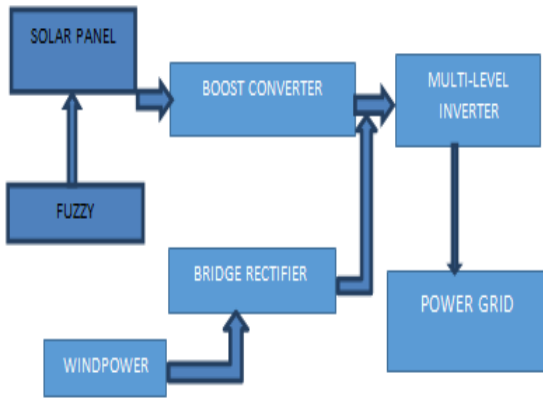 SOLAR PANEL
BOOST CONVERTER
MULTI-LEVEL
INVERTER
FUZZY
BRIDGE RECTIFIER
POWER GRID
WINDPOWER